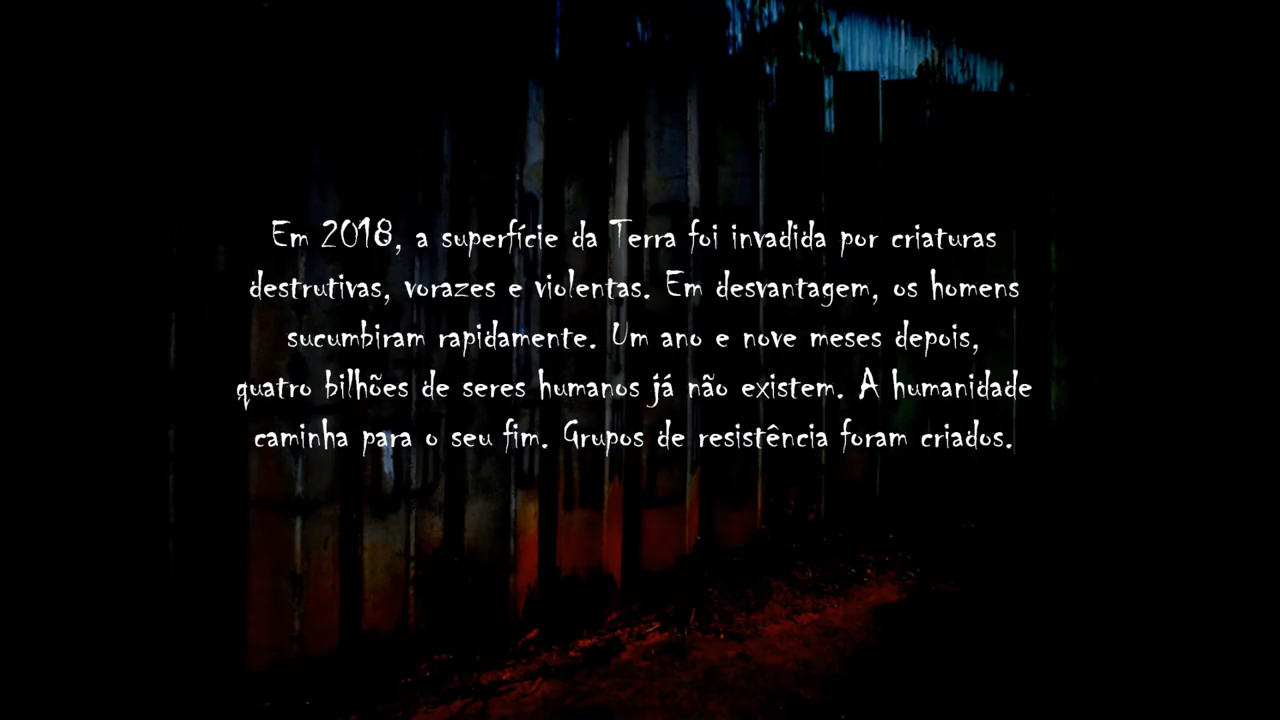 Em 2018, a superfície da Terra foi invadida por criaturas
destrutivas, vorazes e violentas. Em desvantagem, os homens
sucumbiram rapidamente. Um ano e nove meses depois,
quatro bilhões de seres humanos já não existem. A humanidade
caminha para o seu fim. Grupos de resistência foram criados.